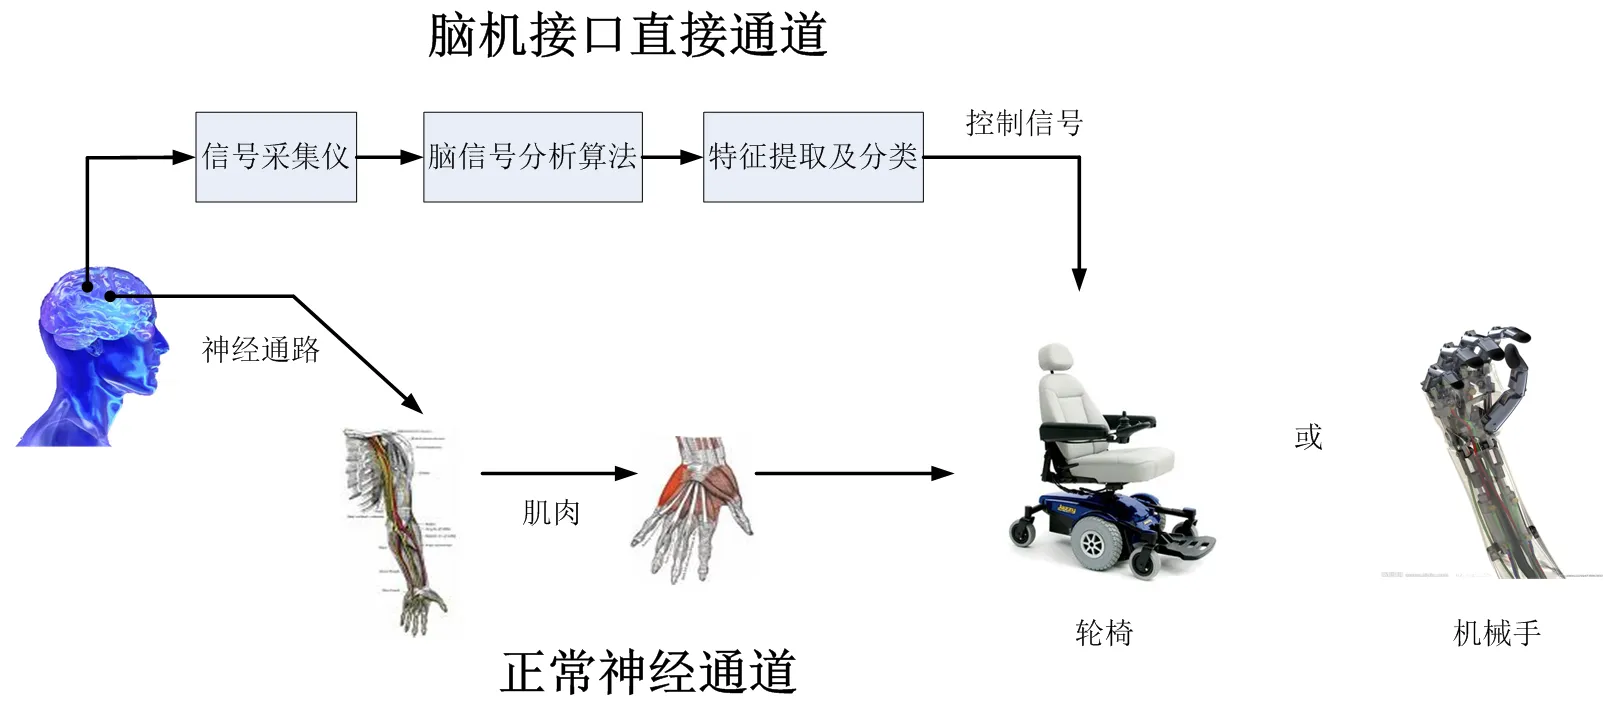 脑机接口直接通道
控制信号
信号采集仪
脑信号分析算法
特征提取及分类
神经通路
或
肌肉
轮椅
机械手
正常神经通道